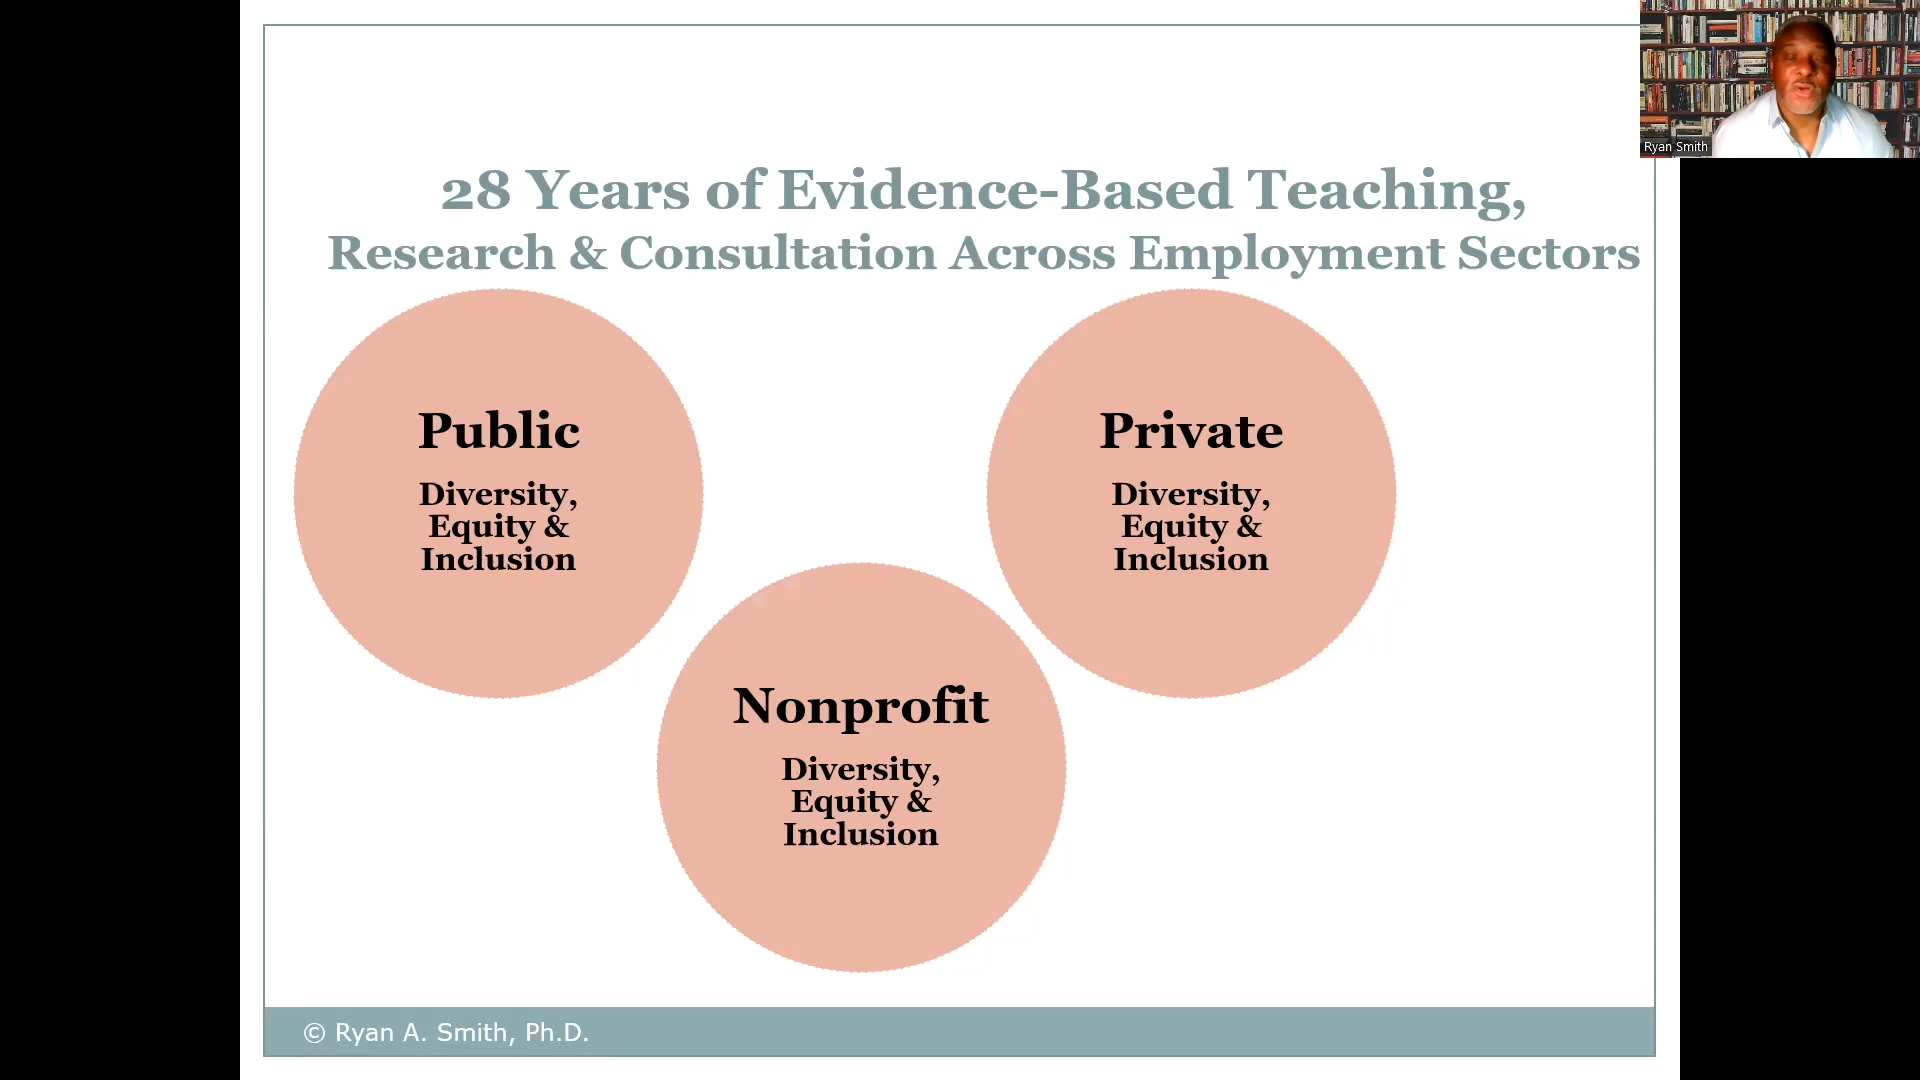 Ryan Smith
28 Years of Evidence-Based Teaching,
Research & Consultation Across Employment Sectors
Public
Diversity,
Equity &
Inclusion
Private
Diversity,
Equity &
Inclusion
Nonprofit
Diversity,
Equity &
Inclusion
© Ryan A. Smith, Ph.D.